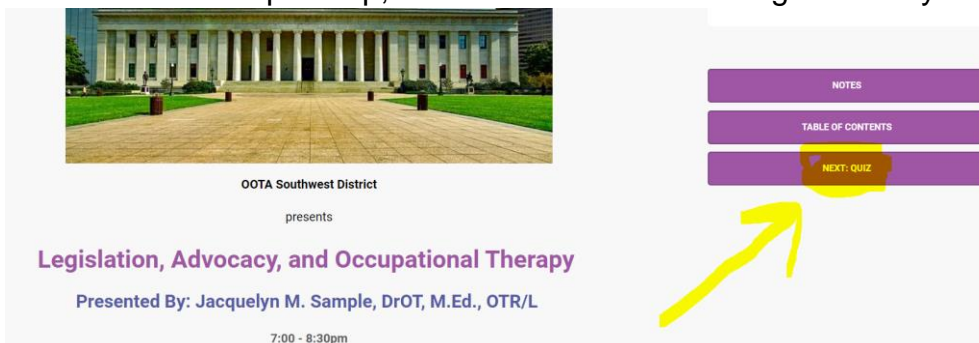 NOTES
TABLE OF CONTENTS
NEXT: QUIZ
OOTA Southwest District
presents
Legislation, Advocacy, and Occupational Therapy
Presented By: Jacquelyn M. Sample, DrOT, M.Ed., OTR/L
7:00 - 8:30pm